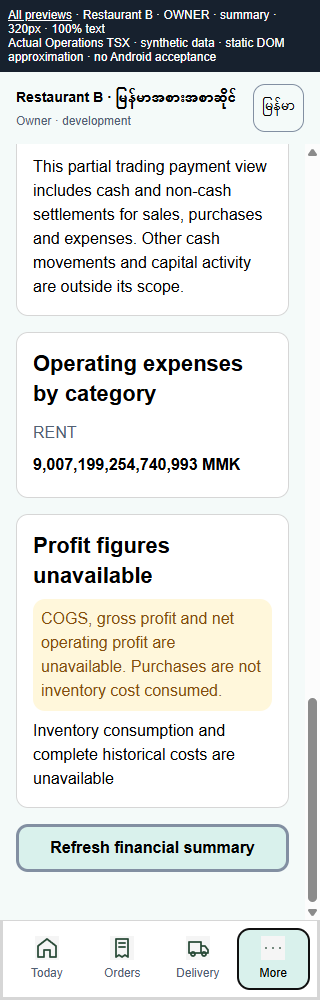 All previews · Restaurant B · OWNER · summary ·
320px · 100% text
Actual Operations TSX · synthetic data · static DOM
approximation · no Android acceptance
Restaurant B · မြန်မာအစားအစာဆိုင်
မြန်မာ
Owner · development
This partial trading payment view
includes cash and non-cash
settlements for sales, purchases
and expenses. Other cash
movements and capital activity
are outside its scope.
Operating expenses
by category
RENT
9,007,199,254,740,993 MMK
Profit figures
unavailable
COGS, gross profit and net
operating profit are
unavailable. Purchases are not
inventory cost consumed.
Inventory consumption and
complete historical costs are
unavailable
Refresh financial summary
Today
Orders
Delivery
More